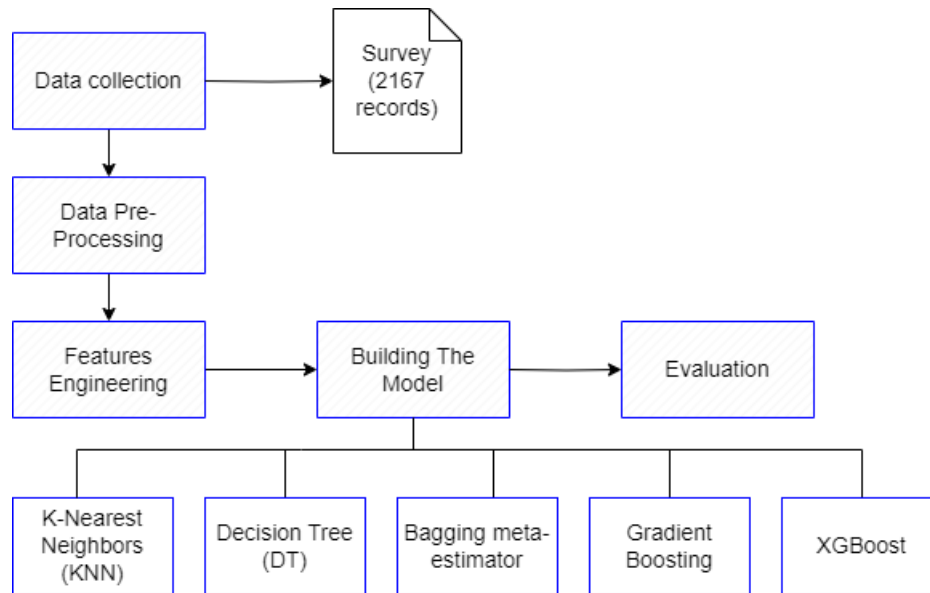 Data collection
Survey
(2167
records)
Data Pre-
Processing
Features
Engineering
Building The
Model
Evaluation
K-Nearest
Neighbors
(KNN)
Decision Tree
(DT)
Bagging meta-
estimator
Gradient
Boosting
XGBoost